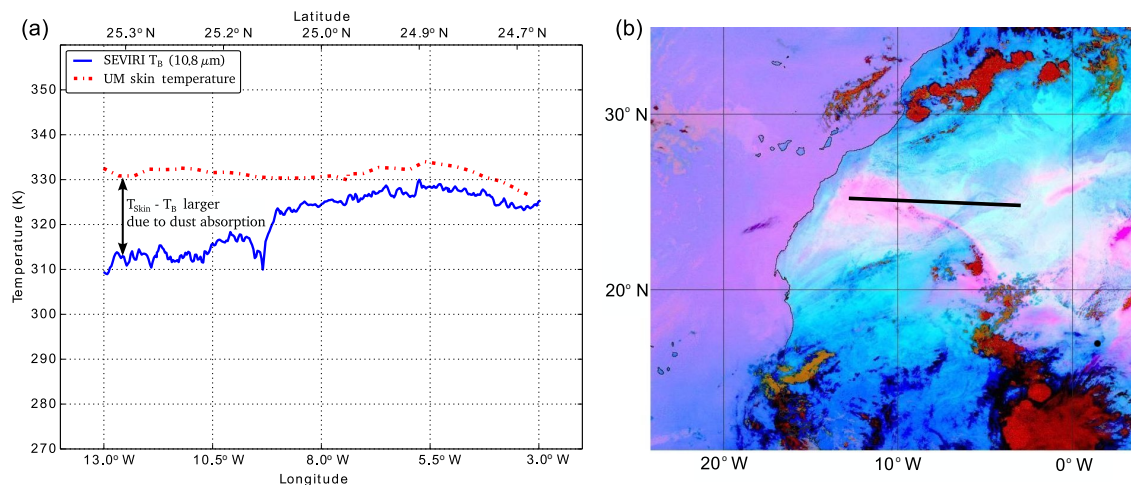 (a)
Latitude
25.3° N
25.2° N
25.0° N
24.9° N
24.7° N
SEVIRI T_B (10.8 μm)
UM skin temperature
350
340
330
320
310
300
290
280
270
Temperature (K)
T_Skin - T_B larger
due to dust absorption
13.0° W
10.5° W
8.0° W
5.5° W
3.0° W
Longitude
(b)
30° N
20° N
20° W
10° W
0° W